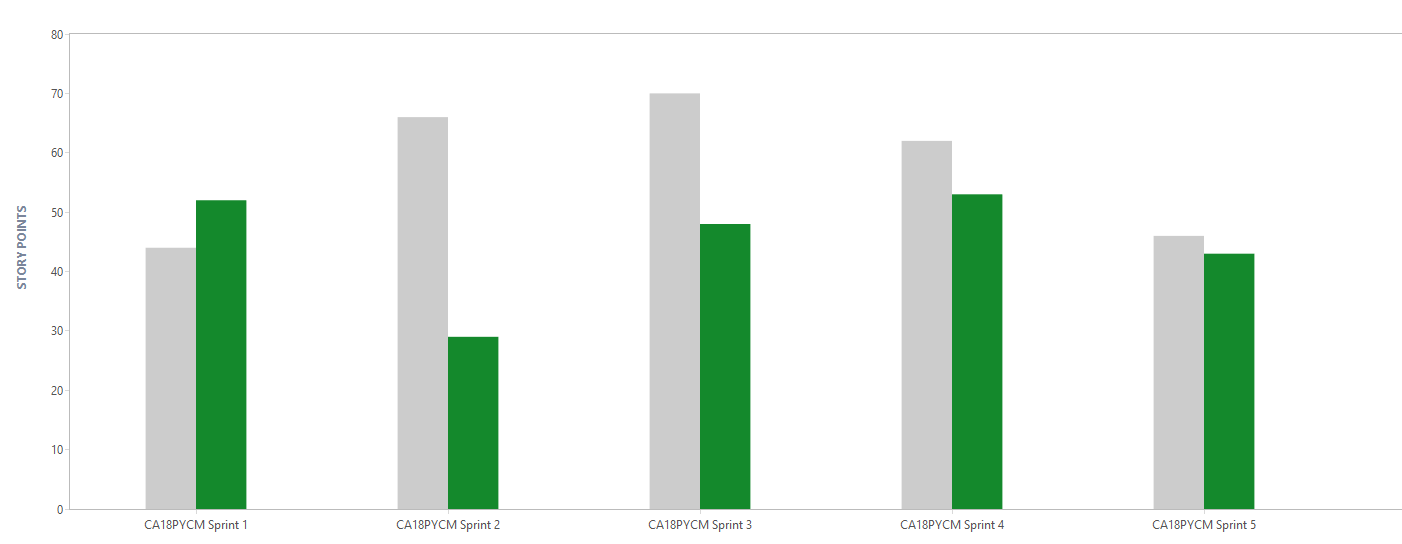 80
70
60
50
40
30
20
10
0
STORY POINTS
CA18PYCM Sprint 1
CA18PYCM Sprint 2
CA18PYCM Sprint 3
CA18PYCM Sprint 4
CA18PYCM Sprint 5